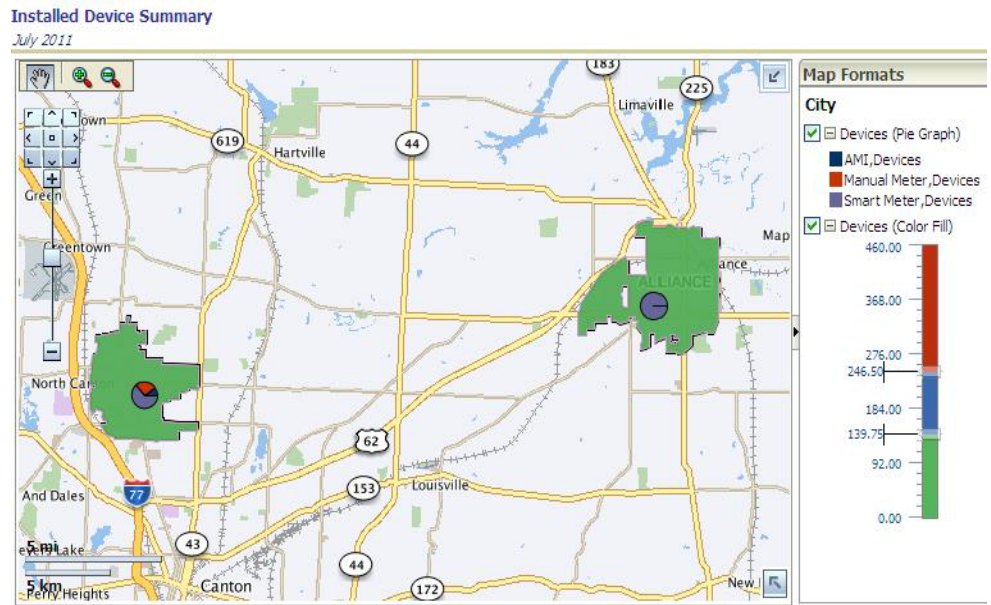 Installed Device Summary
July 2011
183
Limaville
225
619
Hartville
44
Green
Greentown
Map
ALLIANCE
North
62
And Dales
77
153
Louisville
5 mi
43
44
5 km
Perry Heights
Canton
172
New
Map Formats
City
Devices (Pie Graph)
AMI,Devices
Manual Meter,Devices
Smart Meter,Devices
Devices (Color Fill)
460.00
368.00
276.00
246.50
184.00
139.75
92.00
0.00